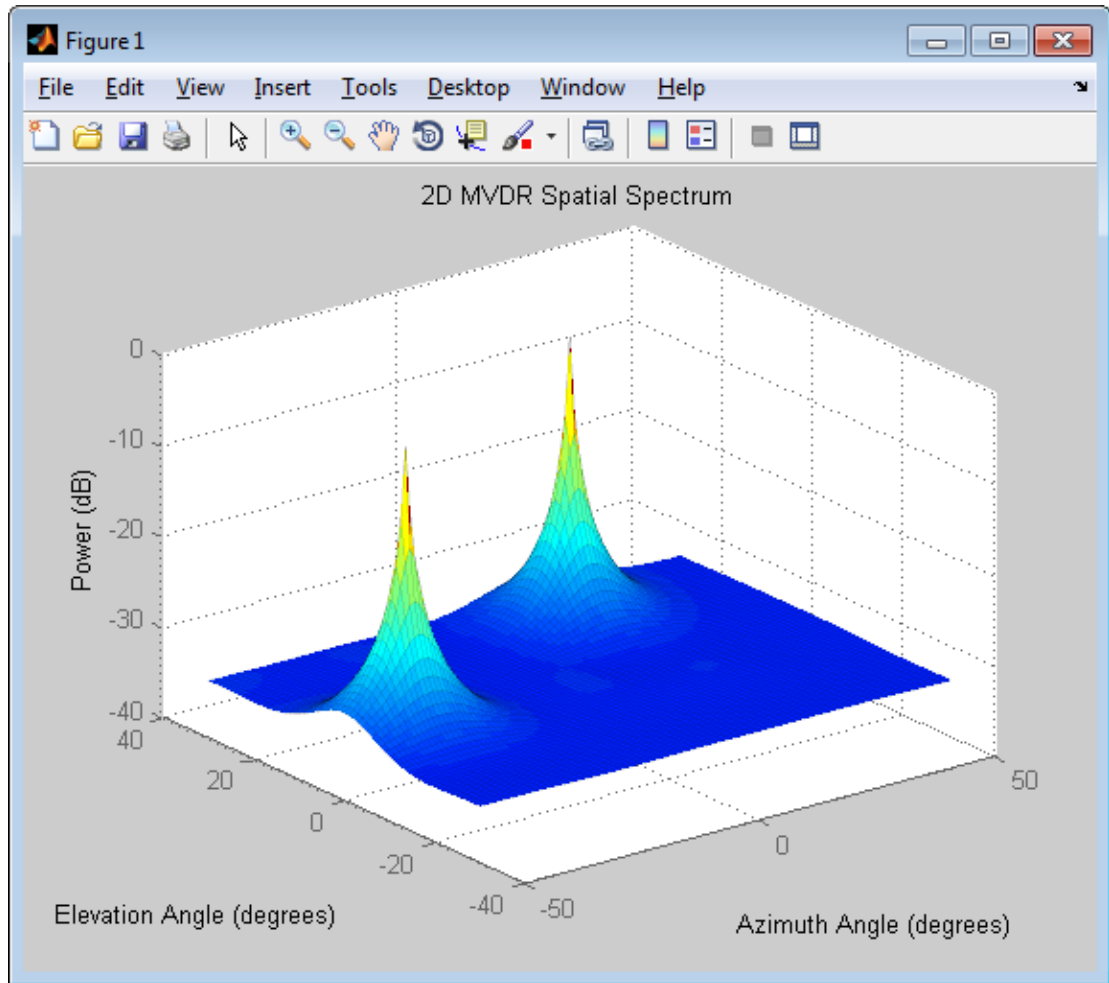 Figure 1
File Edit View Insert Tools Desktop Window Help
2D MVDR Spatial Spectrum
0
-10
-20
-30
-40
Power (dB)
40
20
0
-20
-40
Elevation Angle (degrees)
-50
0
50
Azimuth Angle (degrees)